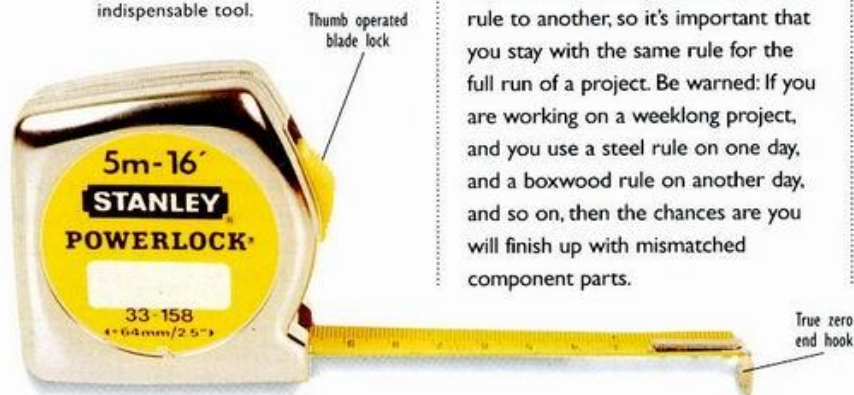 indispensable tool.
Thumb operated
blade lock
rule to another, so it's important that
you stay with the same rule for the
full run of a project. Be warned: If you
are working on a weeklong project,
and you use a steel rule on one day,
and a boxwood rule on another day,
and so on, then the chances are you
will finish up with mismatched
component parts.
5m-16'
STANLEY®
POWERLOCK
33-158
64mm/2.5"
True zero
end hook